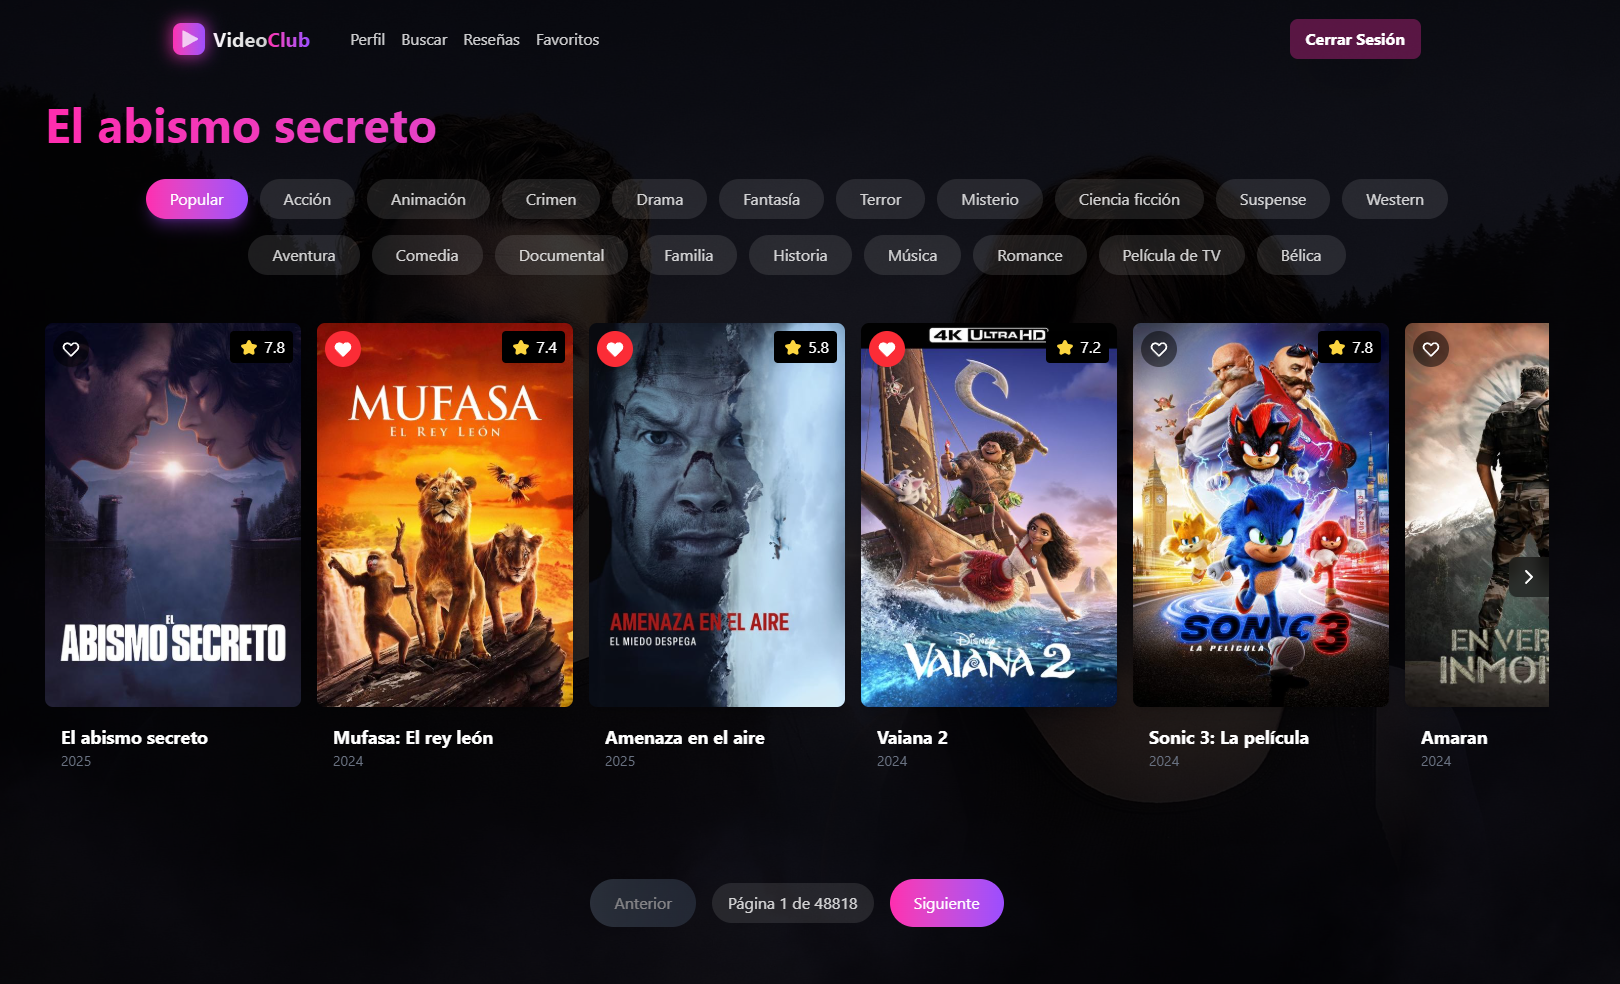 VideoClub Perfil Buscar Reseñas Favoritos Cerrar Sesión
El abismo secreto
Popular Acción Animación Crimen Drama Fantasía Terror Misterio Ciencia ficción Suspense Western
Aventura Comedia Documental Familia Historia Música Romance Película de TV Bélica
7.8
EL
ABISMO SECRETO
7.4
MUFASA
EL REY LEÓN
5.8
AMENAZA EN EL AIRE
EL MIEDO DESPEGA
4K ULTRAHD
7.2
DISNEY
VAIANA 2
7.8
SONIC 3
LA PELÍCULA
EN VER
INMOR
El abismo secreto
2025
Mufasa: El rey león
2024
Amenaza en el aire
2025
Vaiana 2
2024
Sonic 3: La película
2024
Amaran
2024
Anterior Página 1 de 48818 Siguiente